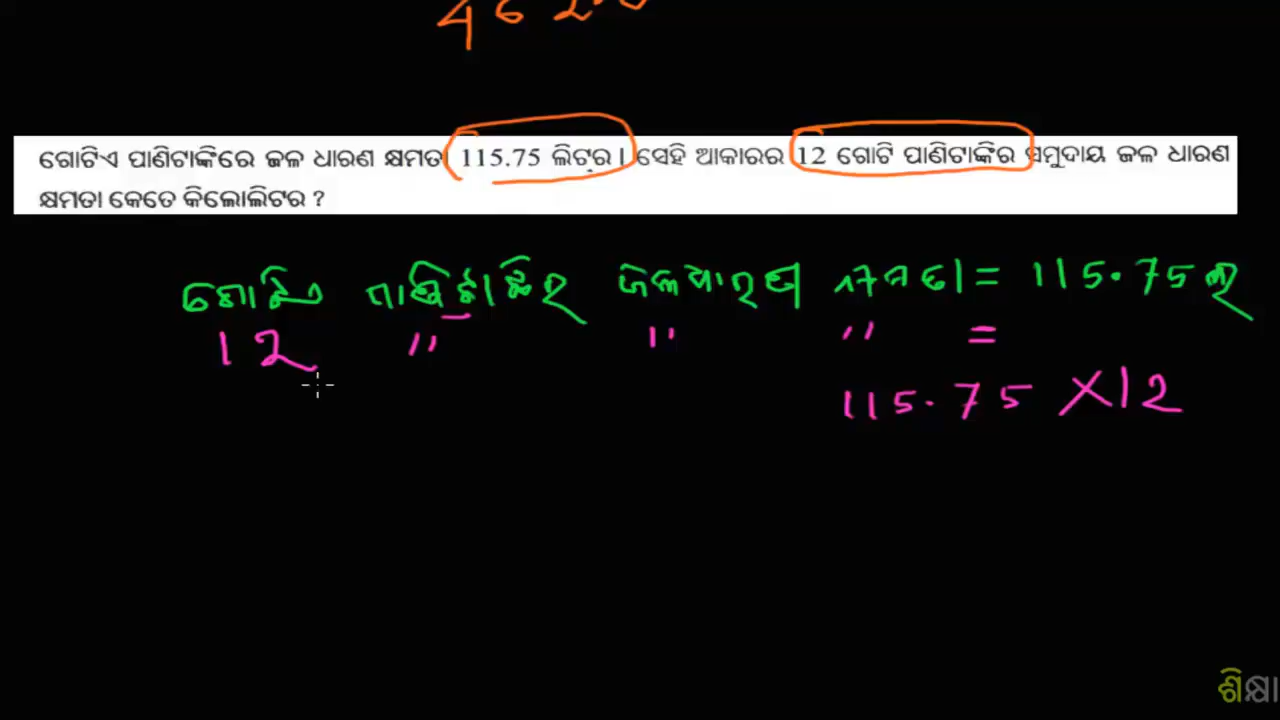 ଗୋଟିଏ ପାଣିଟାଙ୍କିରେ ଜଳ ଧାରଣ କ୍ଷମତା 115.75 ଲିଟର। ସେହି ଆକାରର 12 ଗୋଟି ପାଣିଟାଙ୍କିର ସମୁଦାୟ ଜଳ ଧାରଣ
କ୍ଷମତା କେତେ କିଲୋଲିଟର ?
ଗୋଟିଏ ପାଣିଟାଙ୍କିର ଜଳଧାରଣ କ୍ଷମତା = 115.75 ଲି
12 " " " =
115.75 X12
ଶିକ୍ଷା